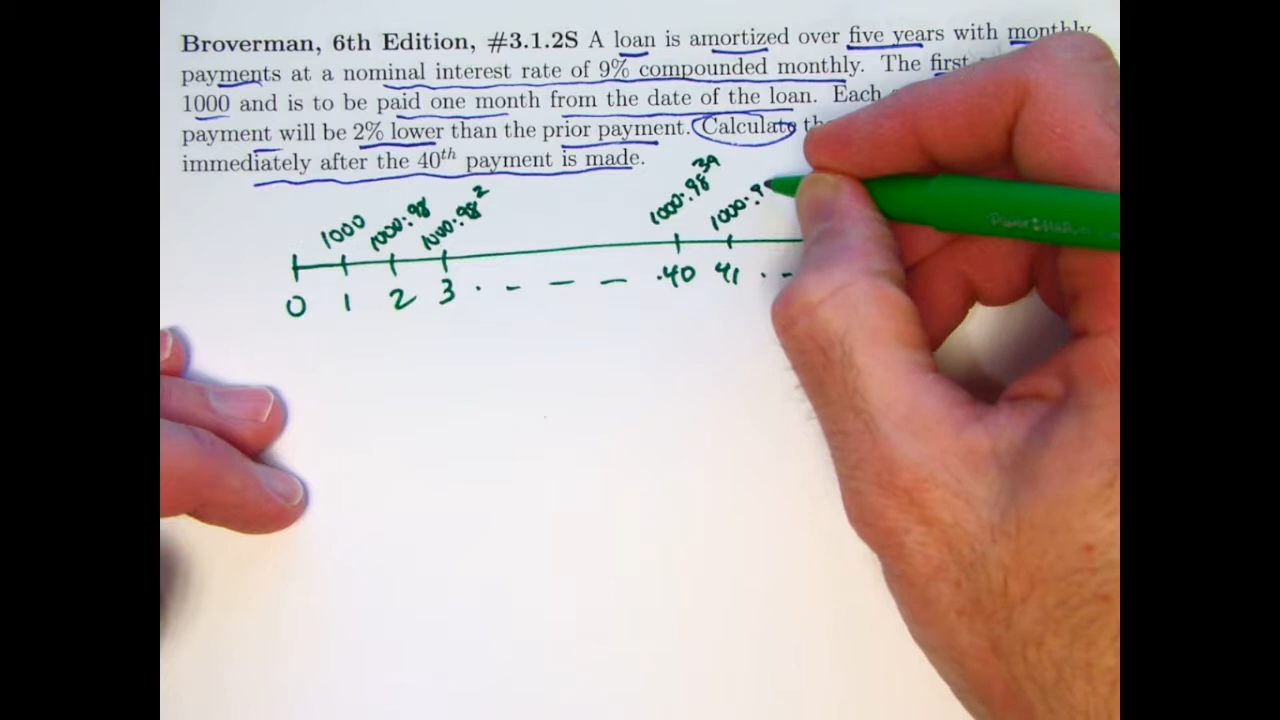 Broverman, 6th Edition, #3.1.2S A loan is amortized over five years with monthly
payments at a nominal interest rate of 9% compounded monthly. The first
1000 and is to be paid one month from the date of the loan. Each
payment will be 2% lower than the prior payment. Calculate
immediately after the 40th payment is made.
1000 1000·.98 1000·.98² 1000·.98³⁹ 1000·.9
0 1 2 3 · – – – ·40 41 · –